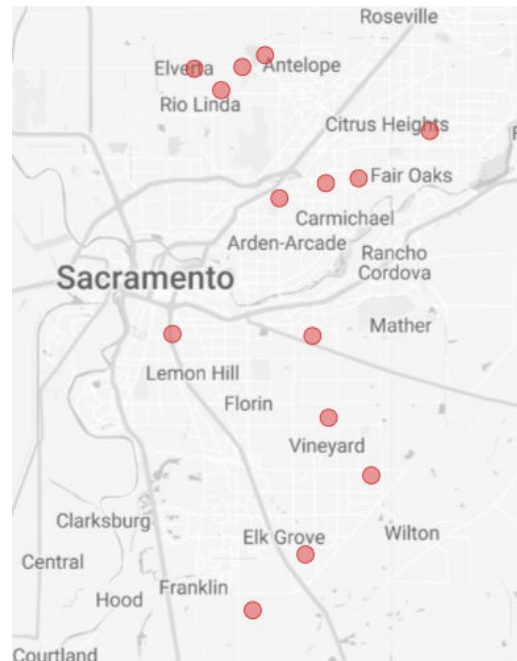 Roseville
Elverta
Antelope
Rio Linda
Citrus Heights
F
Fair Oaks
Carmichael
Arden-Arcade
Rancho
Cordova
Sacramento
Mather
Lemon Hill
Florin
Vineyard
Clarksburg
Elk Grove
Wilton
Central
Franklin
Hood
Courtland